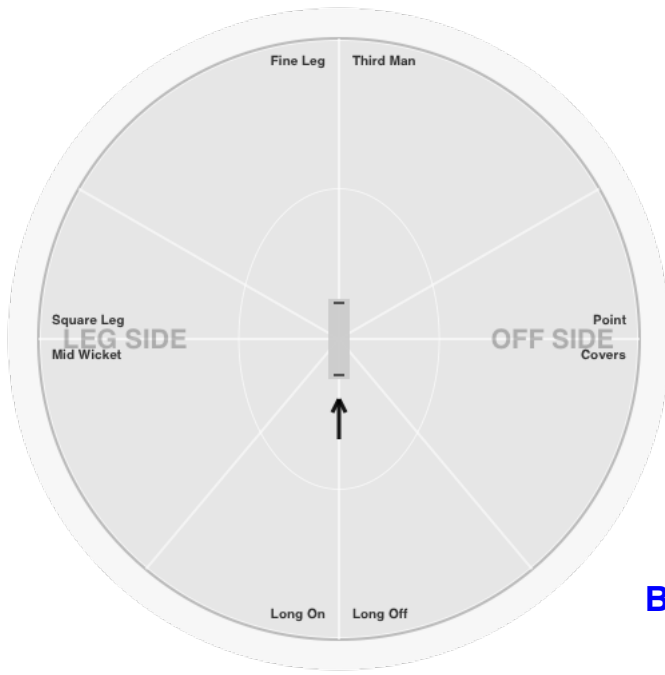 Fine Leg
Third Man
Square Leg
Point
LEG SIDE
OFF SIDE
Mid Wicket
Covers
Long On
Long Off
B